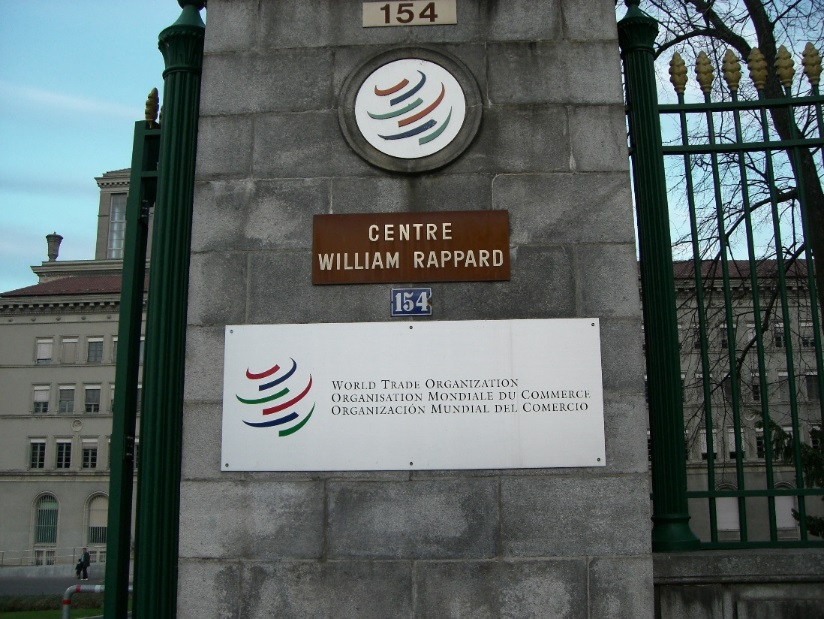 154
CENTRE
WILLIAM RAPPARD
154
WORLD TRADE ORGANIZATION
ORGANISATION MONDIALE DU COMMERCE
ORGANIZACIÓN MUNDIAL DEL COMERCIO